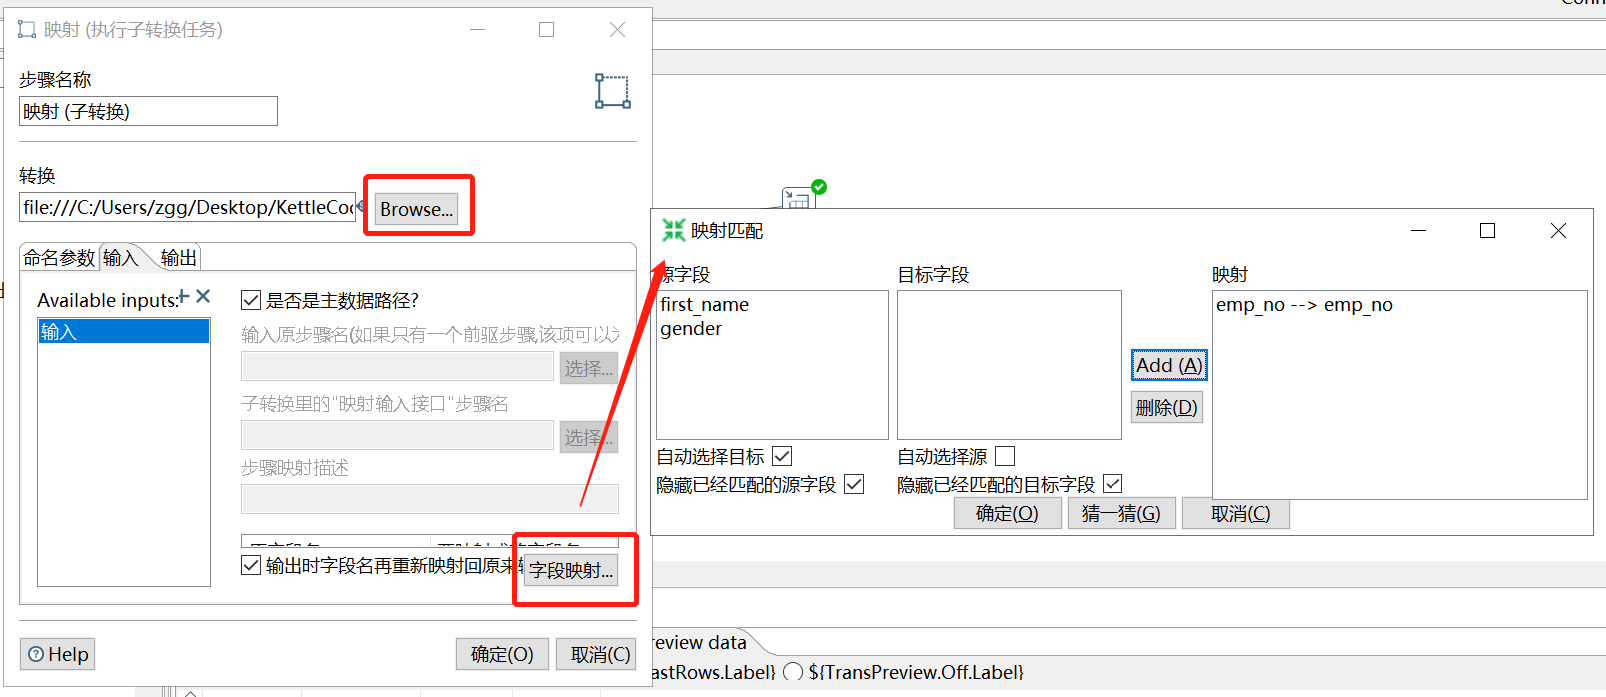 映射 (执行子转换任务)
步骤名称
映射 (子转换)
转换
file:///C:/Users/zgg/Desktop/KettleCo
Browse...
命名参数 输入 输出
Available inputs:
输入
是否是主数据路径?
输入原步骤名(如果只有一个前驱步骤,该项可以
选择...
子转换里的"映射输入接口"步骤名
选择...
步骤映射描述
输出时字段名再重新映射回原来
字段映射...
Help
确定(O)
取消(C)
映射匹配
源字段
目标字段
映射
first_name
gender
emp_no --> emp_no
Add (A)
删除(D)
自动选择目标
自动选择源
隐藏已经匹配的源字段
隐藏已经匹配的目标字段
确定(O)
猜一猜(G)
取消(C)
review data
astRows.Label}
${TransPreview.Off.Label}